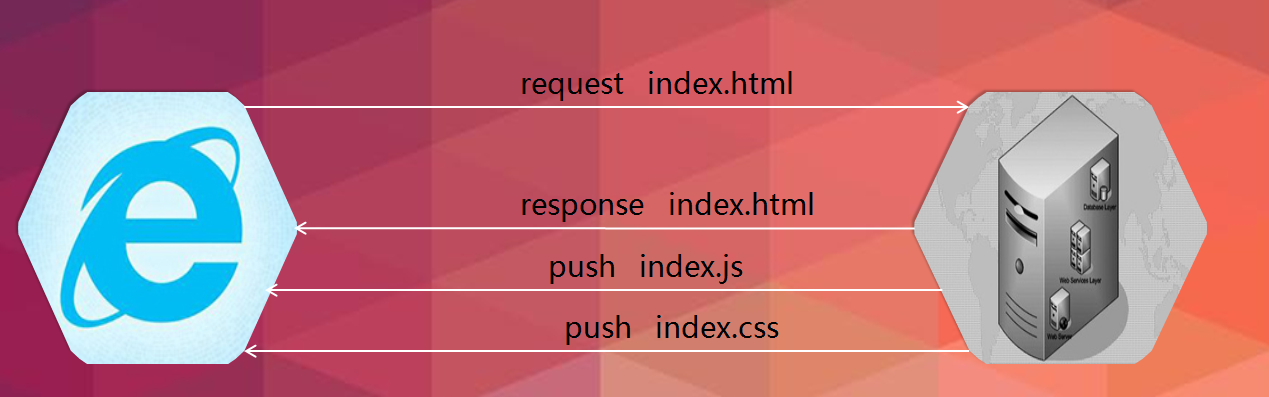 request index.html
response index.html
push index.js
push index.css
Database Layer
Web Services Layer
Web Server